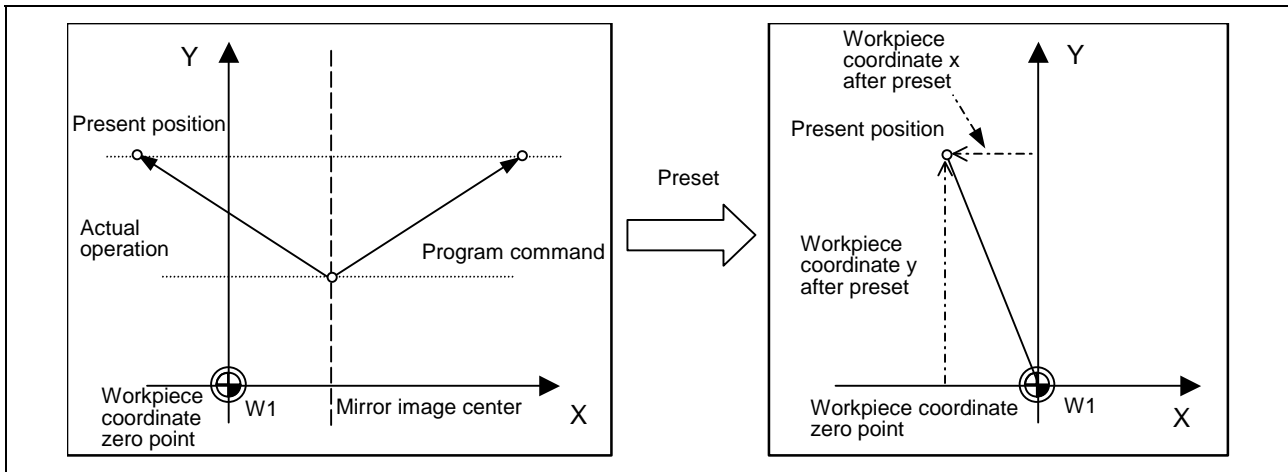 Y
Present position
Actual
operation
Program command
Workpiece
coordinate
zero point
W1
Mirror image center
X
Preset
Workpiece
coordinate x
after preset
Y
Present position
Workpiece
coordinate y
after preset
Workpiece coordinate
zero point
W1
X